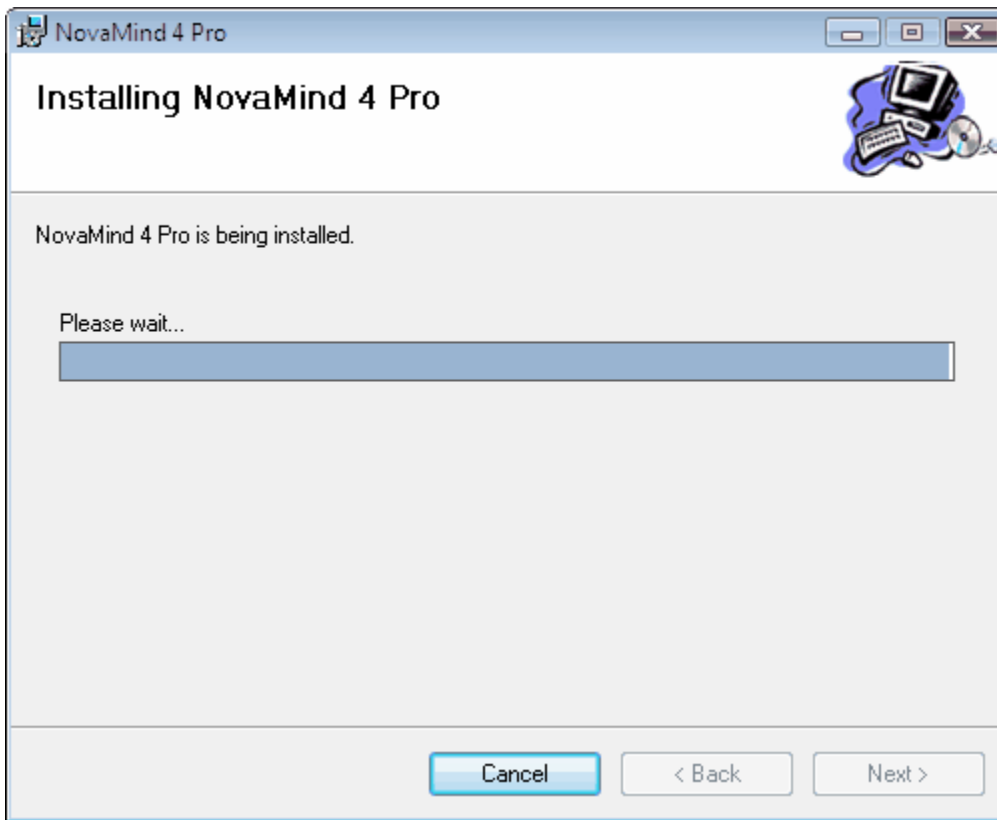 NovaMind 4 Pro
Installing NovaMind 4 Pro
NovaMind 4 Pro is being installed.
Please wait...
Cancel
< Back
Next >